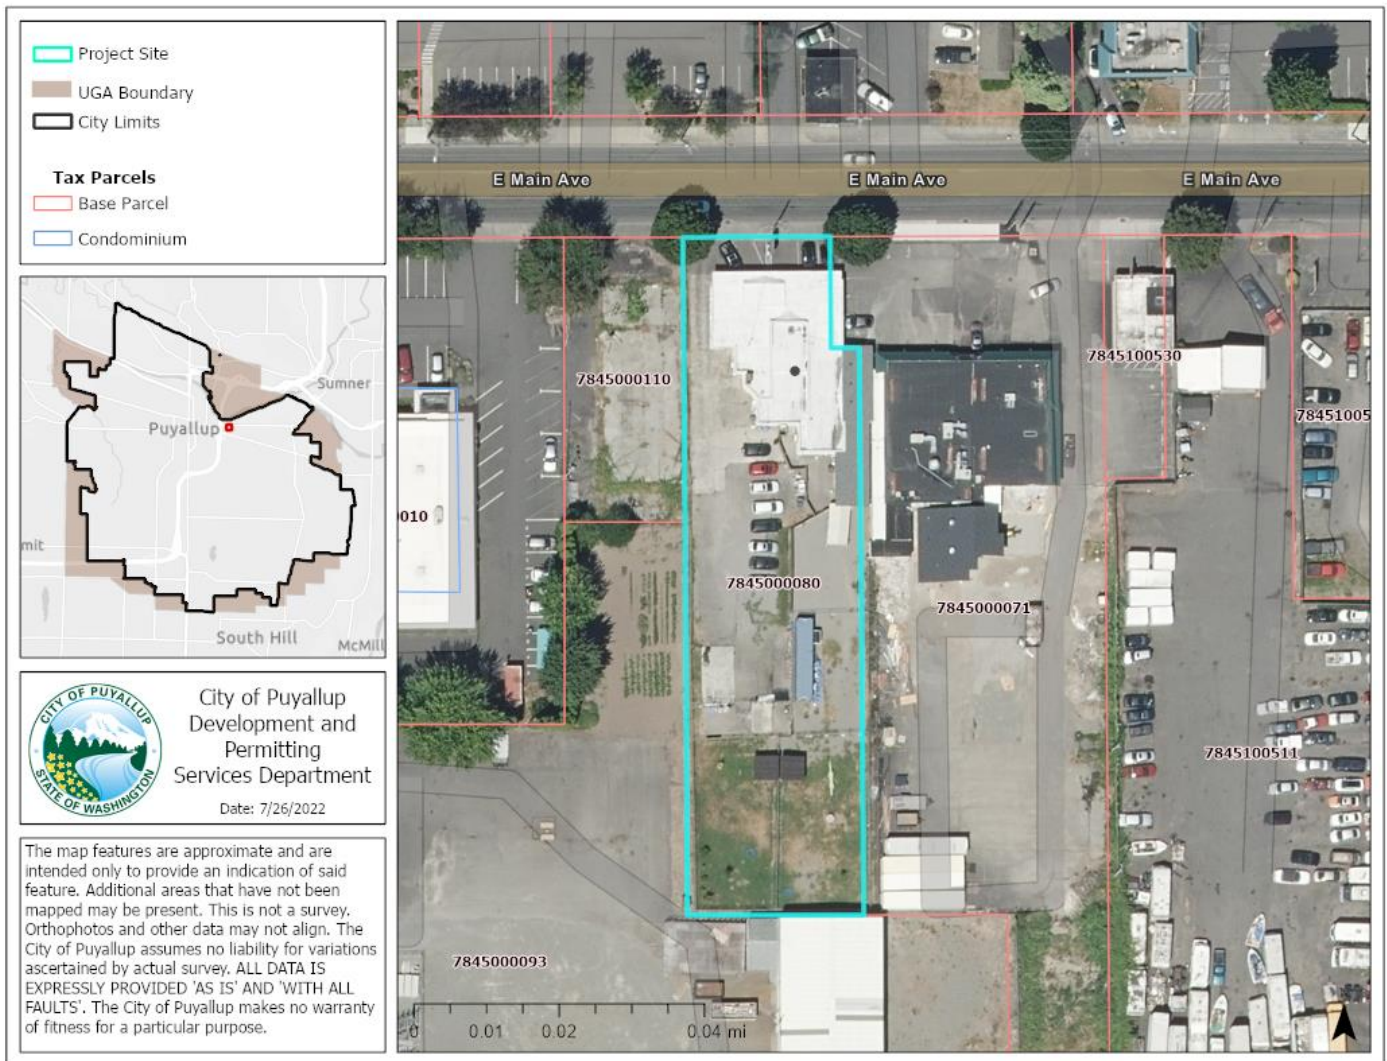 Project Site
UGA Boundary
City Limits
Tax Parcels
Base Parcel
Condominium
Sumner
Puyallup
mit
South Hill
McMill
CITY OF PUYALLUP
STATE OF WASHINGTON
City of Puyallup
Development and
Permitting
Services Department
Date: 7/26/2022
The map features are approximate and are
intended only to provide an indication of said
feature. Additional areas that have not been
mapped may be present. This is not a survey.
Orthophotos and other data may not align. The
City of Puyallup assumes no liability for variations
ascertained by actual survey. ALL DATA IS
EXPRESSLY PROVIDED 'AS IS' AND 'WITH ALL
FAULTS'. The City of Puyallup makes no warranty
of fitness for a particular purpose.
E Main Ave E Main Ave E Main Ave
7845100530
7845000110
78451005
0010
7845000080
7845000071
7845100511
7845000093
0 0.01 0.02 0.04 mi